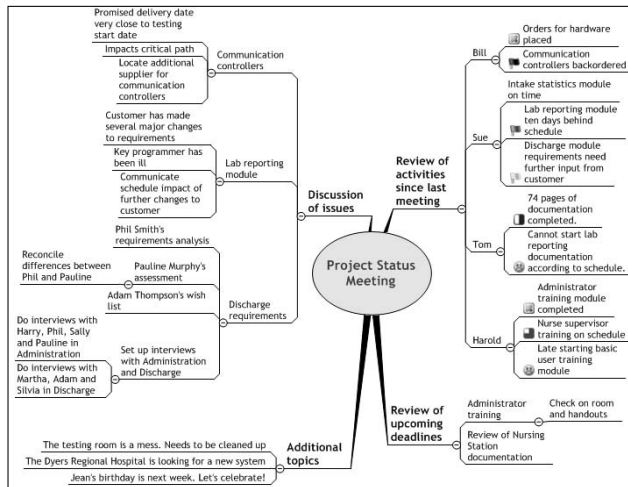 Project Status
Meeting
Discussion
of issues
Communication
controllers
Promised delivery date
very close to testing
start date
Impacts critical path
Locate additional
supplier for
communication
controllers
Lab reporting
module
Customer has made
several major changes
to requirements
Key programmer has
been ill
Communicate
schedule impact of
further changes to
customer
Discharge
requirements
Phil Smith's
requirements analysis
Pauline Murphy's
assessment
Reconcile
differences between
Phil and Pauline
Adam Thompson's wish
list
Set up interviews
with Administration
and Discharge
Do interviews with
Harry, Phil, Sally
and Pauline in
Administration
Do interviews with
Martha, Adam and
Silvia in Discharge
Additional
topics
The testing room is a mess. Needs to be cleaned up
The Dyers Regional Hospital is looking for a new system
Jean's birthday is next week. Let's celebrate!
Review of
activities
since last
meeting
Bill
Orders for hardware
placed
Communication
controllers backordered
Sue
Intake statistics module
on time
Lab reporting module
ten days behind
schedule
Discharge module
requirements need
further input from
customer
Tom
74 pages of
documentation
completed.
Cannot start lab
reporting
documentation
according to schedule.
Harold
Administrator
training module
completed
Nurse supervisor
training on schedule
Late starting basic
user training
module
Review of
upcoming
deadlines
Administrator
training
Check on room
and handouts
Review of Nursing
Station
documentation